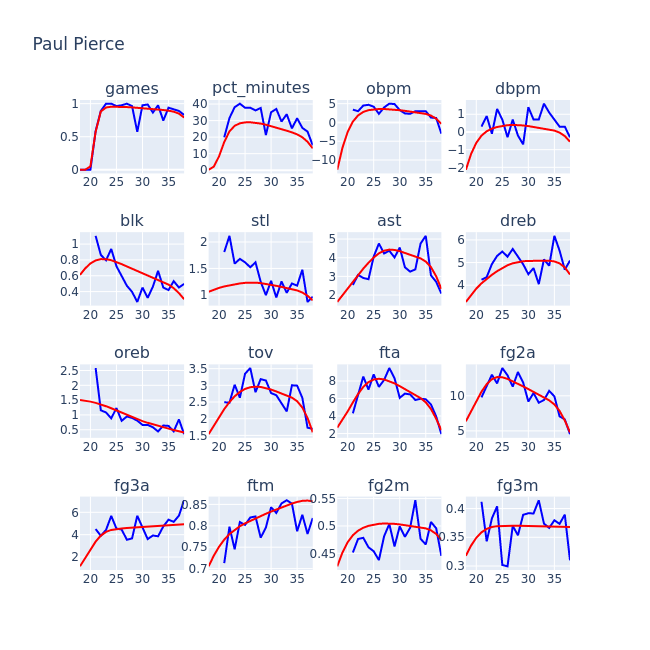 Paul Pierce
games pct_minutes obpm dbpm
1 0.5 0
40 30 20 10 0
5 0 −5 −10
1 0 −1 −2
20 25 30 35 20 25 30 35 20 25 30 35 20 25 30 35
blk stl ast dreb
1 0.8 0.6 0.4
2 1.5 1
5 4 3 2
6 5 4
20 25 30 35 20 25 30 35 20 25 30 35 20 25 30 35
oreb tov fta fg2a
2.5 2 1.5 1 0.5
3.5 3 2.5 2 1.5
8 6 4 2
10 5
20 25 30 35 20 25 30 35 20 25 30 35 20 25 30 35
fg3a ftm fg2m fg3m
6 4 2
0.85 0.8 0.75 0.7
0.55 0.5 0.45
0.4 0.35 0.3
20 25 30 35 20 25 30 35 20 25 30 35 20 25 30 35